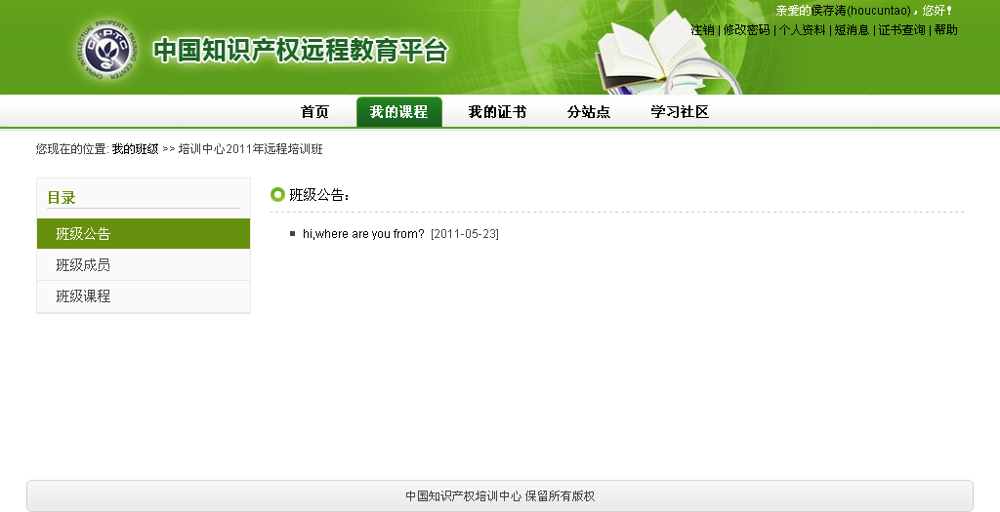 亲爱的侯存涛(houcuntao)，您好！
注销 | 修改密码 | 个人资料 | 短消息 | 证书查询 | 帮助
CIPTC
CHINA INTELLECTUAL PROPERTY TRAINING CENTER
中国知识产权远程教育平台
首页 我的课程 我的证书 分站点 学习社区
您现在的位置: 我的班级 >> 培训中心2011年远程培训班
目录
班级公告
班级成员
班级课程
班级公告：
hi,where are you from? [2011-05-23]
中国知识产权培训中心 保留所有版权